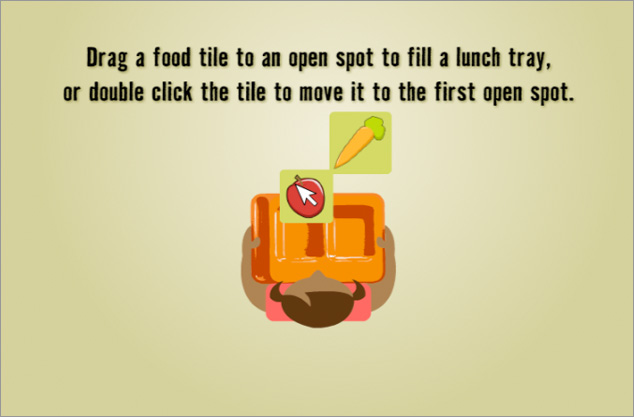 Drag a food tile to an open spot to fill a lunch tray,
or double click the tile to move it to the first open spot.